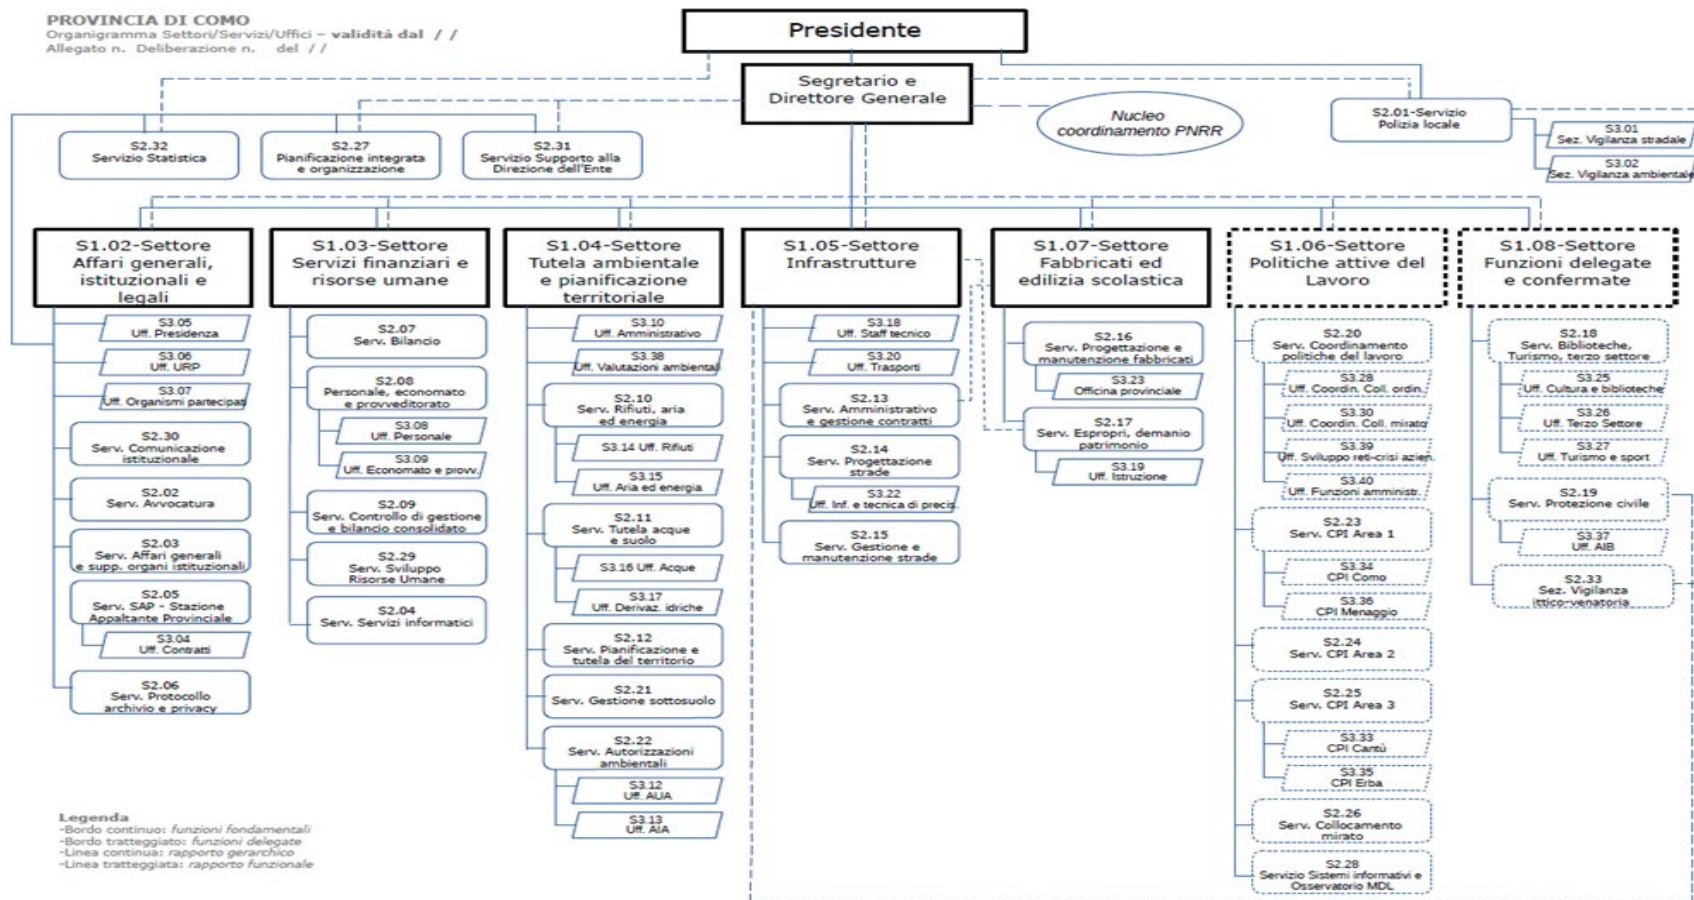 PROVINCIA DI COMO
Organigramma Settori/Servizi/Uffici – validità dal / /
Allegato n. Deliberazione n. del / /
Presidente
Segretario e
Direttore Generale
Nucleo
coordinamento PNRR
S2.01-Servizio
Polizia locale
S3.01
Sez. Vigilanza stradale
S3.02
Sez. Vigilanza ambientale
S2.32
Servizio Statistica
S2.27
Pianificazione integrata
e organizzazione
S2.31
Servizio Supporto alla
Direzione dell'Ente
S1.02-Settore
Affari generali,
istituzionali e
legali
S3.05
Uff. Presidenza
S3.06
Uff. URP
S3.07
Uff. Organismi partecipati
S2.30
Serv. Comunicazione
istituzionale
S2.02
Serv. Avvocatura
S2.03
Serv. Affari generali
e supp. organi istituzionali
S2.05
Serv. SAP - Stazione
Appaltante Provinciale
S3.04
Uff. Contratti
S2.06
Serv. Protocollo
archivio e privacy
S1.03-Settore
Servizi finanziari e
risorse umane
S2.07
Serv. Bilancio
S2.08
Personale, economato
e provveditorato
S3.08
Uff. Personale
S3.09
Uff. Economato e provv.
S2.09
Serv. Controllo di gestione
e bilancio consolidato
S2.29
Serv. Sviluppo
Risorse Umane
S2.04
Serv. Servizi informatici
S1.04-Settore
Tutela ambientale
e pianificazione
territoriale
S3.10
Uff. Amministrativo
S3.38
Uff. Valutazioni ambientali
S2.10
Serv. Rifiuti, aria
ed energia
S3.14 Uff. Rifiuti
S3.15
Uff. Aria ed energia
S2.11
Serv. Tutela acque
e suolo
S3.16 Uff. Acque
S3.17
Uff. Derivaz. idriche
S2.12
Serv. Pianificazione e
tutela del territorio
S2.21
Serv. Gestione sottosuolo
S2.22
Serv. Autorizzazioni
ambientali
S3.12
Uff. AUA
S3.13
Uff. AIA
S1.05-Settore
Infrastrutture
S3.18
Uff. Staff tecnico
S3.20
Uff. Trasporti
S2.13
Serv. Amministrativo
e gestione contratti
S2.14
Serv. Progettazione
strade
S3.22
Uff. Inf. e tecnica di precis.
S2.15
Serv. Gestione e
manutenzione strade
S1.07-Settore
Fabbricati ed
edilizia scolastica
S2.16
Serv. Progettazione e
manutenzione fabbricati
S3.23
Officina provinciale
S2.17
Serv. Espropri, demanio
patrimonio
S3.19
Uff. Istruzione
S1.06-Settore
Politiche attive del
Lavoro
S2.20
Serv. Coordinamento
politiche del lavoro
S3.28
Uff. Coordin. Coll. ordin.
S3.30
Uff. Coordin. Coll. mirato
S3.39
Uff. Sviluppo reti-crisi azien.
S3.40
Uff. Funzioni amministr.
S2.23
Serv. CPI Area 1
S3.34
CPI Como
S3.36
CPI Menaggio
S2.24
Serv. CPI Area 2
S2.25
Serv. CPI Area 3
S3.33
CPI Cantù
S3.35
CPI Erba
S2.26
Serv. Collocamento
mirato
S2.28
Servizio Sistemi informativi e
Osservatorio MDL
S1.08-Settore
Funzioni delegate
e confermate
S2.18
Serv. Biblioteche,
Turismo, terzo settore
S3.25
Uff. Cultura e biblioteche
S3.26
Uff. Terzo Settore
S3.27
Uff. Turismo e sport
S2.19
Serv. Protezione civile
S3.37
Uff. AIB
S2.33
Sez. Vigilanza
ittico-venatoria
Legenda
-Bordo continuo: funzioni fondamentali
-Bordo tratteggiato: funzioni delegate
-Linea continua: rapporto gerarchico
-Linea tratteggiata: rapporto funzionale